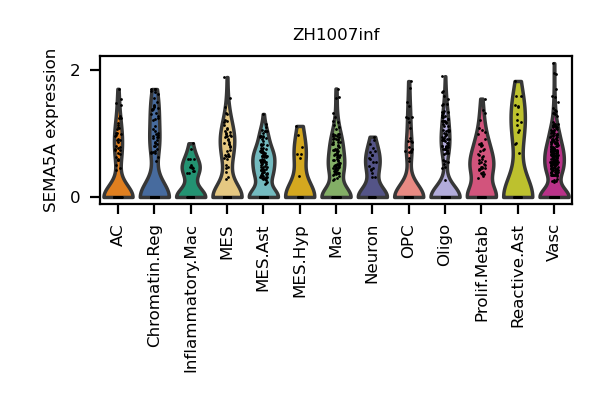 ZH1007inf
SEMA5A expression
2
0
AC
Chromatin.Reg
Inflammatory.Mac
MES
MES.Ast
MES.Hyp
Mac
Neuron
OPC
Oligo
Prolif.Metab
Reactive.Ast
Vasc